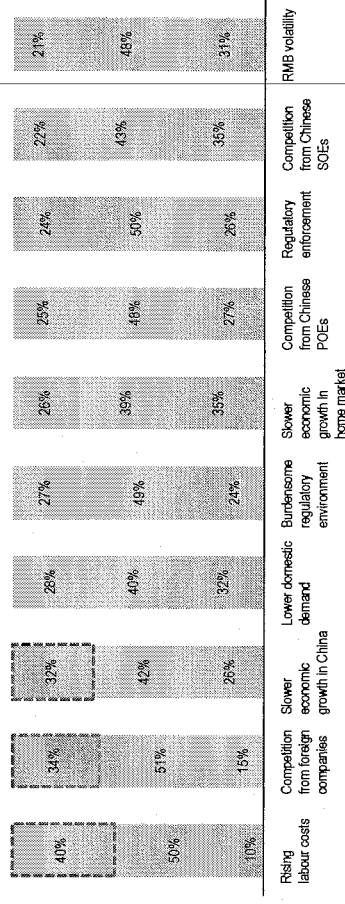 40%
50%
10%
34%
51%
15%
32%
42%
26%
28%
40%
32%
27%
49%
24%
26%
39%
35%
25%
48%
27%
24%
50%
26%
22%
43%
35%
21%
48%
31%
Rising
labour costs
Competition
from foreign
companies
Slower
economic
growth in China
Lower domestic
demand
Burdensome
regulatory
environment
Slower
economic
growth in
home market
Competition
from Chinese
POEs
Regulatory
enforcement
Competition
from Chinese
SOEs
RMB volatility